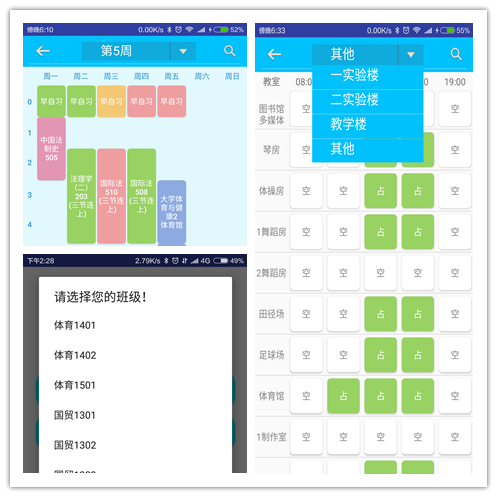 傍晚6:10
0.00K/s
52%
第5周
周一 周二 周三 周四 周五 周六 周日
0
早自习 早自习 早自习 早自习 早自习
1
中国法
制史
505
2
法理学
(二)
203
(三节连
上)
国际法
510
(三节连
上)
国际法
508
(三节连
上)
3
大学体
育与健
康2
体育馆
4
下午2:28
2.79K/s
4G
49%
请选择您的班级!
体育1401
体育1402
体育1501
国贸1301
国贸1302
傍晚6:33
0.00K/s
55%
其他
一实验楼
二实验楼
教学楼
其他
教室 08:0 19:00
图书馆
多媒体
空 空
琴房 空 占 占 空
体操房 空 空 占 占 空
1舞蹈房 空 空 占 占 空
2舞蹈房 空 空 空 空 空
田径场 空 空 占 占 空
足球场 空 空 占 占 空
体育馆 空 占 占 占 空
1制作室 空 空 空 空 空